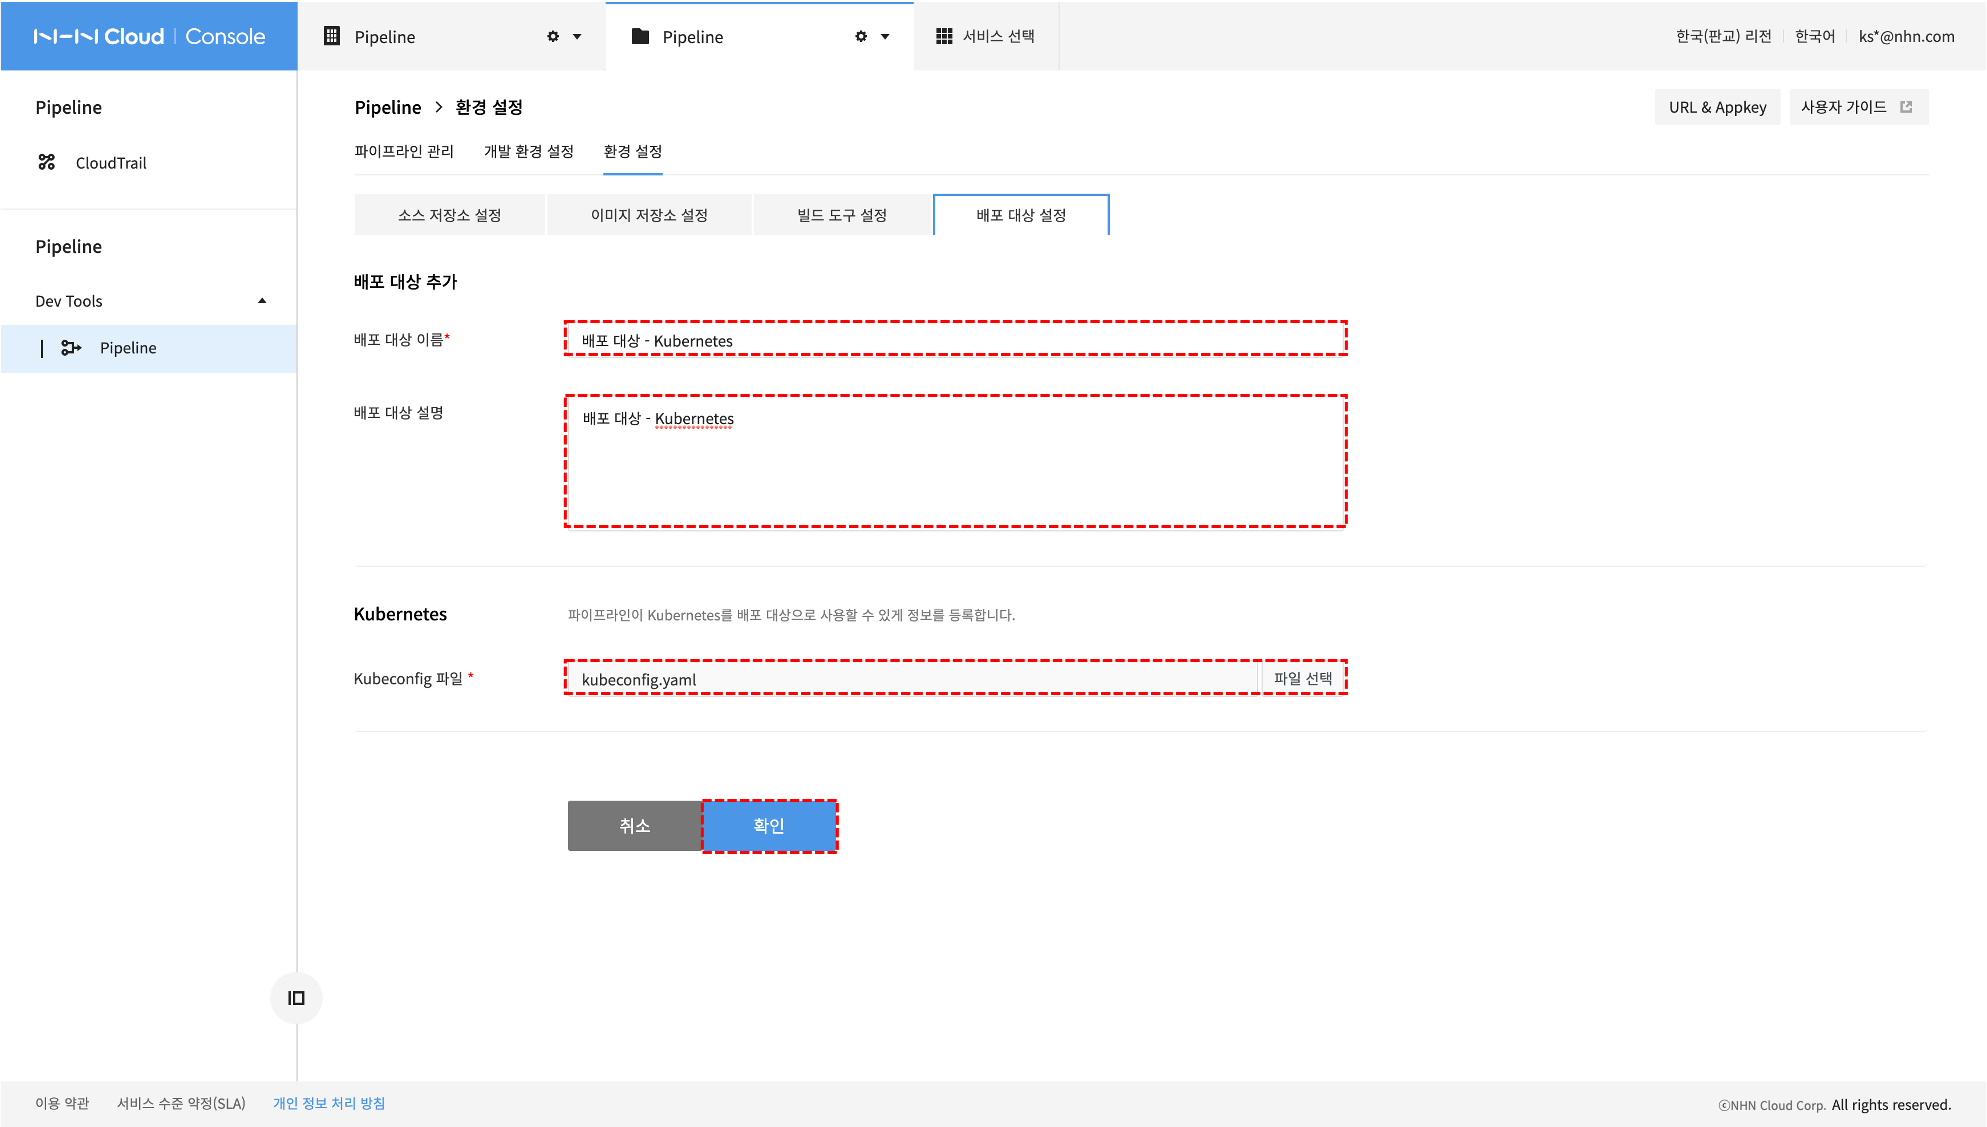 NHN Cloud | Console
Pipeline
Pipeline
서비스 선택
한국(판교) 리전
한국어
ks*@nhn.com
Pipeline
CloudTrail
Pipeline
Dev Tools
Pipeline
Pipeline > 환경 설정
URL & Appkey
사용자 가이드
파이프라인 관리
개발 환경 설정
환경 설정
소스 저장소 설정
이미지 저장소 설정
빌드 도구 설정
배포 대상 설정
배포 대상 추가
배포 대상 이름*
배포 대상 - Kubernetes
배포 대상 설명
배포 대상 - Kubernetes
Kubernetes
파이프라인이 Kubernetes를 배포 대상으로 사용할 수 있게 정보를 등록합니다.
Kubeconfig 파일 *
kubeconfig.yaml
파일 선택
취소
확인
이용 약관
서비스 수준 약정(SLA)
개인 정보 처리 방침
ⓒNHN Cloud Corp. All rights reserved.